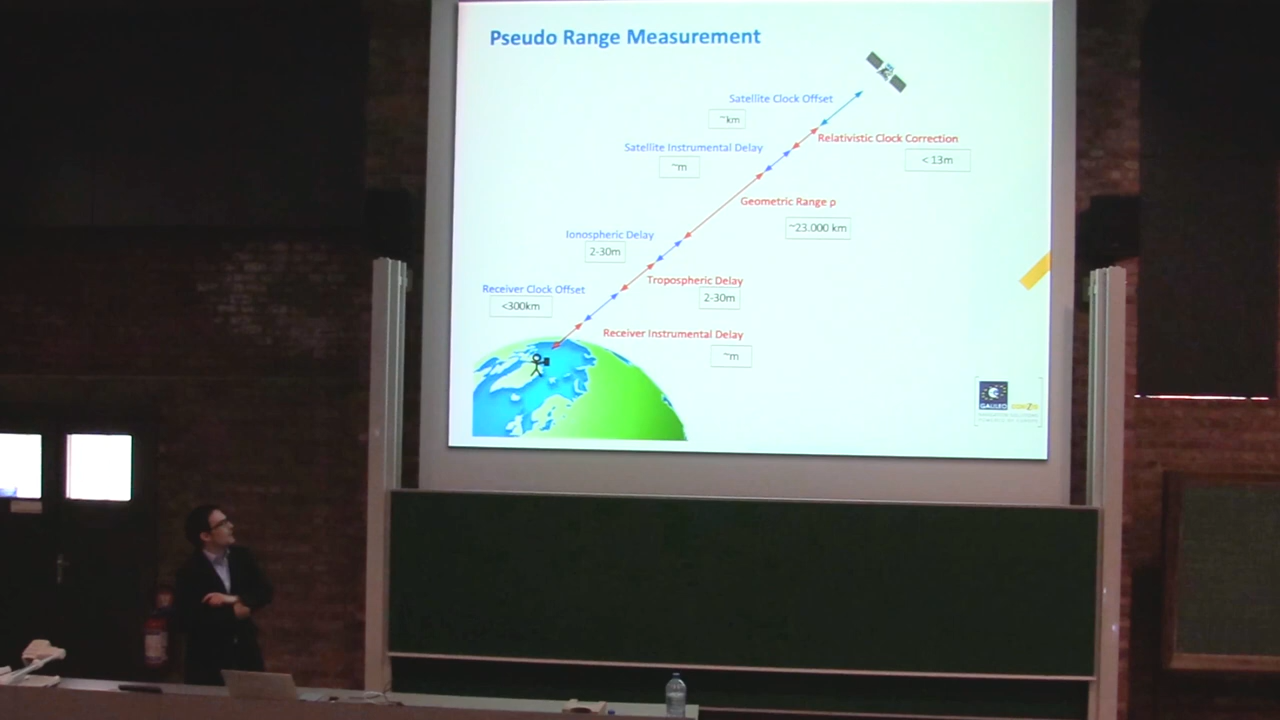 Pseudo Range Measurement
Satellite Clock Offset
~km
Relativistic Clock Correction
< 13m
Satellite Instrumental Delay
~m
Geometric Range ρ
~23.000 km
Ionospheric Delay
2-30m
Tropospheric Delay
2-30m
Receiver Clock Offset
<300km
Receiver Instrumental Delay
~m
GALILEO